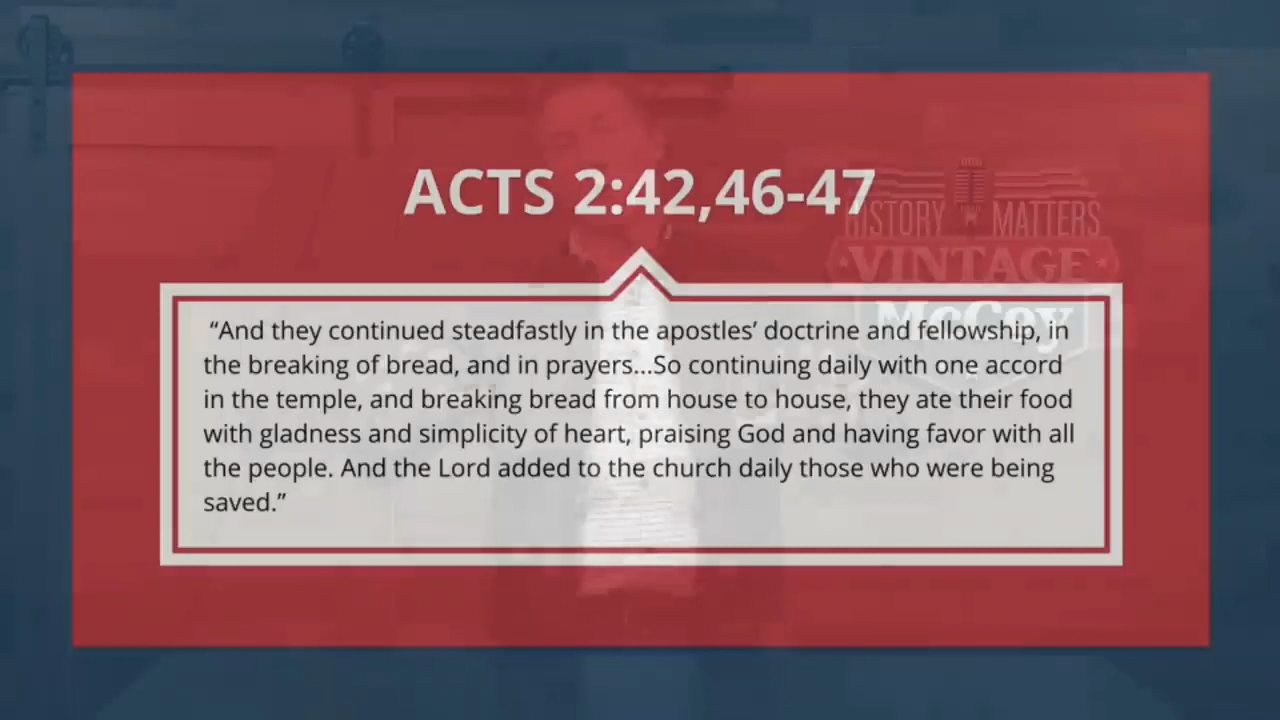 ACTS 2:42,46-47
HISTORY MATTERS
VINTAGE
McCoy
“And they continued steadfastly in the apostles’ doctrine and fellowship, in
the breaking of bread, and in prayers...So continuing daily with one accord
in the temple, and breaking bread from house to house, they ate their food
with gladness and simplicity of heart, praising God and having favor with all
the people. And the Lord added to the church daily those who were being
saved.”